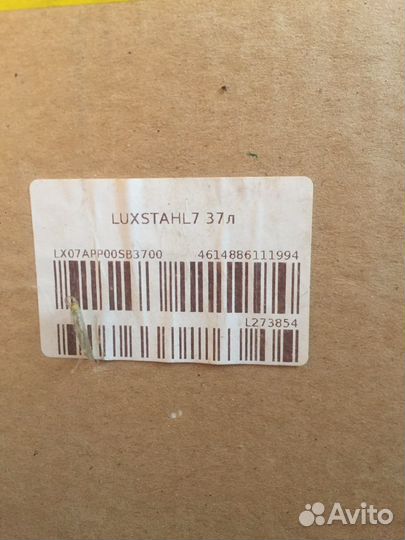 LUXSTAHL7 37л
LX07APP00SB3700 4614886111994
L273854
Avito